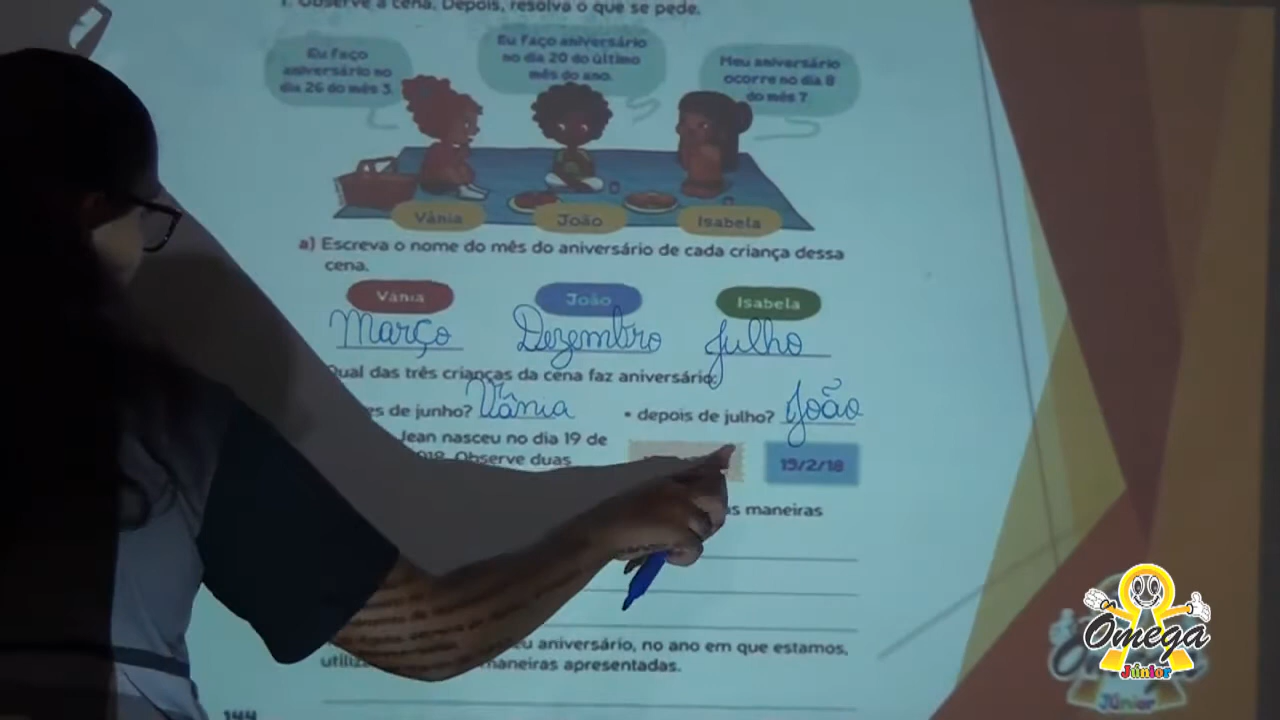 1. Observe a cena. Depois, resolva o que se pede.
Eu faço
aniversário no
dia 26 do mês 3.
Eu faço aniversário
no dia 20 do último
mês do ano.
Meu aniversário
ocorre no dia 8
do mês 7.
Vânia
João
Isabela
a) Escreva o nome do mês do aniversário de cada criança dessa
cena.
Vânia
João
Isabela
Março
Dezembro
Julho
Qual das três crianças da cena faz aniversário:
es de junho? Vânia
• depois de julho? João
Jean nasceu no dia 19 de
018. Observe duas
19/2/18
as maneiras
eu aniversário, no ano em que estamos,
maneiras apresentadas.
144
Omega
Júnior
Júnior